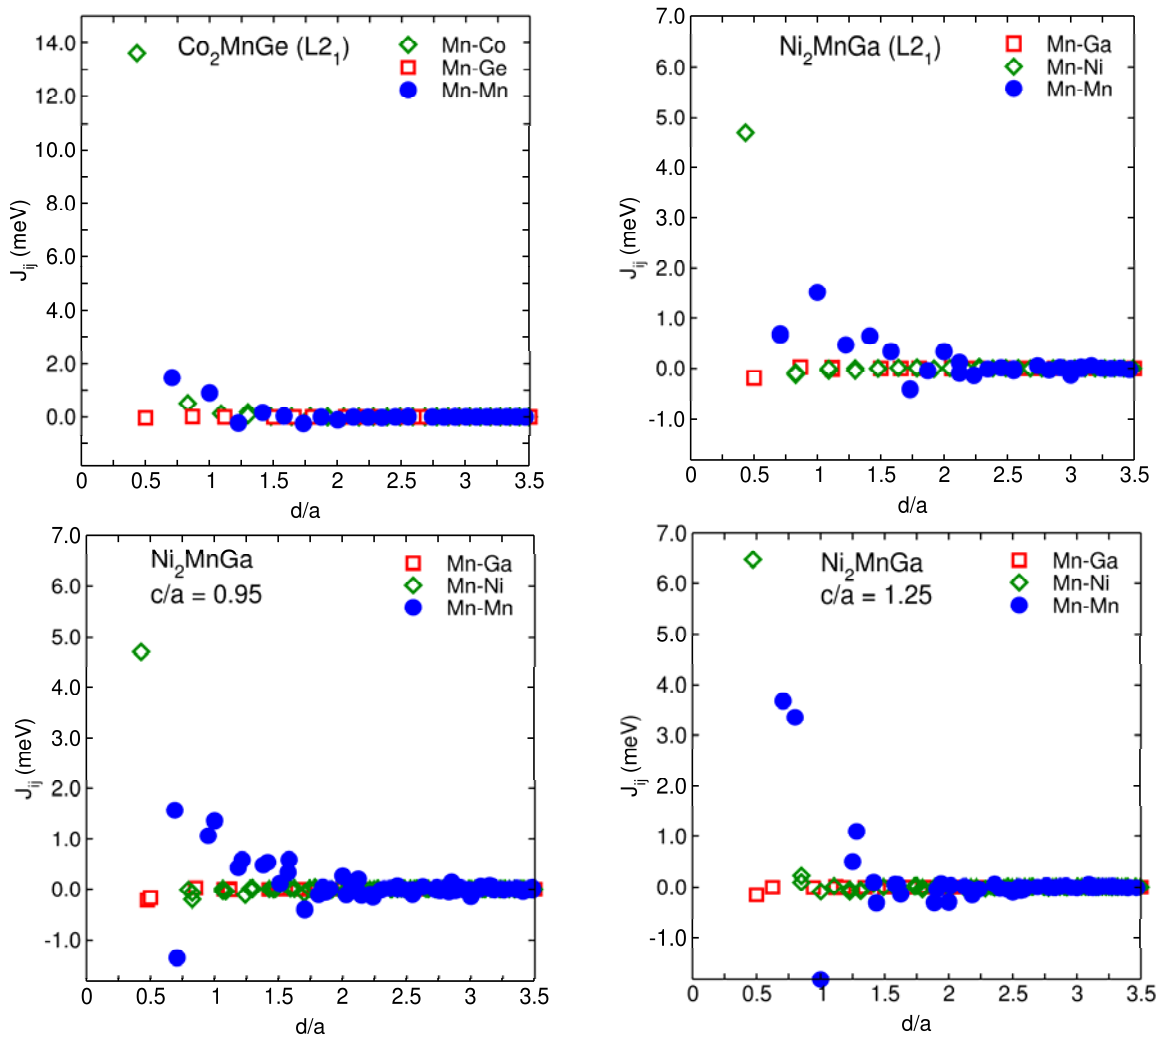 Co2MnGe (L21)
Mn-Co
Mn-Ge
Mn-Mn
14.0
12.0
10.0
8.0
6.0
4.0
2.0
0.0
Jij (meV)
0 0.5 1 1.5 2 2.5 3 3.5
d/a
Ni2MnGa (L21)
Mn-Ga
Mn-Ni
Mn-Mn
7.0
6.0
5.0
4.0
3.0
2.0
1.0
0.0
-1.0
Jij (meV)
0 0.5 1 1.5 2 2.5 3 3.5
d/a
Ni2MnGa
c/a = 0.95
Mn-Ga
Mn-Ni
Mn-Mn
7.0
6.0
5.0
4.0
3.0
2.0
1.0
0.0
-1.0
Jij (meV)
0 0.5 1 1.5 2 2.5 3 3.5
d/a
Ni2MnGa
c/a = 1.25
Mn-Ga
Mn-Ni
Mn-Mn
7.0
6.0
5.0
4.0
3.0
2.0
1.0
0.0
-1.0
Jij (meV)
0 0.5 1 1.5 2 2.5 3 3.5
d/a